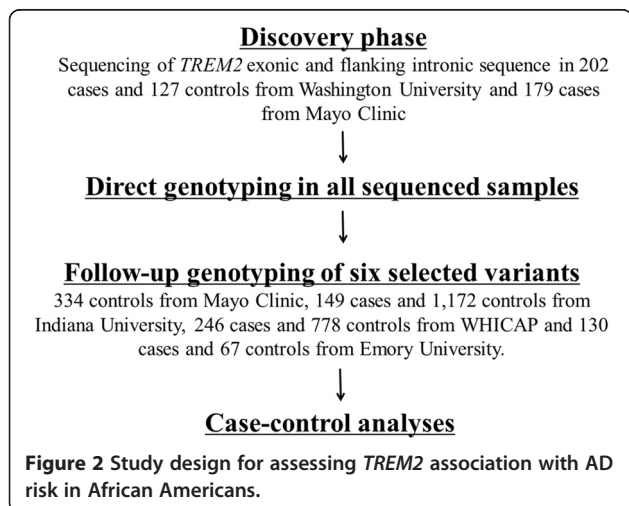 Discovery phase
Sequencing of TREM2 exonic and flanking intronic sequence in 202
cases and 127 controls from Washington University and 179 cases
from Mayo Clinic
Direct genotyping in all sequenced samples
Follow-up genotyping of six selected variants
334 controls from Mayo Clinic, 149 cases and 1,172 controls from
Indiana University, 246 cases and 778 controls from WHICAP and 130
cases and 67 controls from Emory University.
Case-control analyses
Figure 2 Study design for assessing TREM2 association with AD
risk in African Americans.